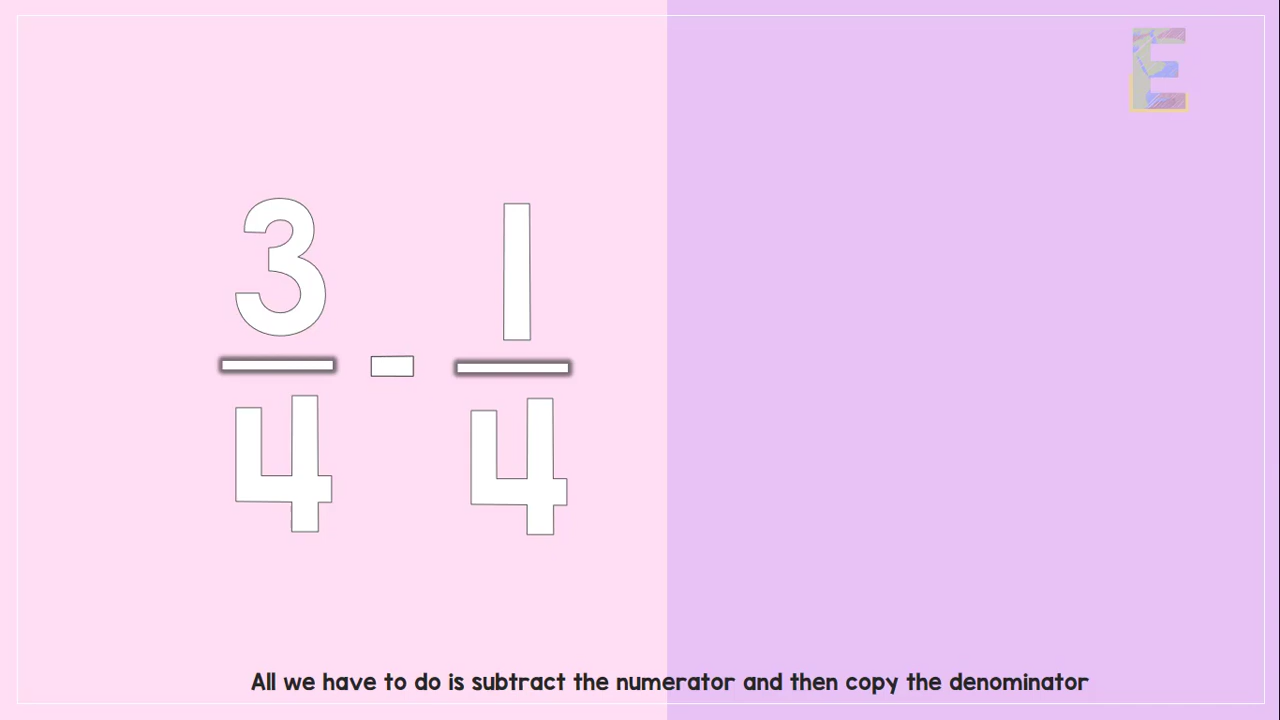 E
3 1
-
4 4
All we have to do is subtract the numerator and then copy the denominator